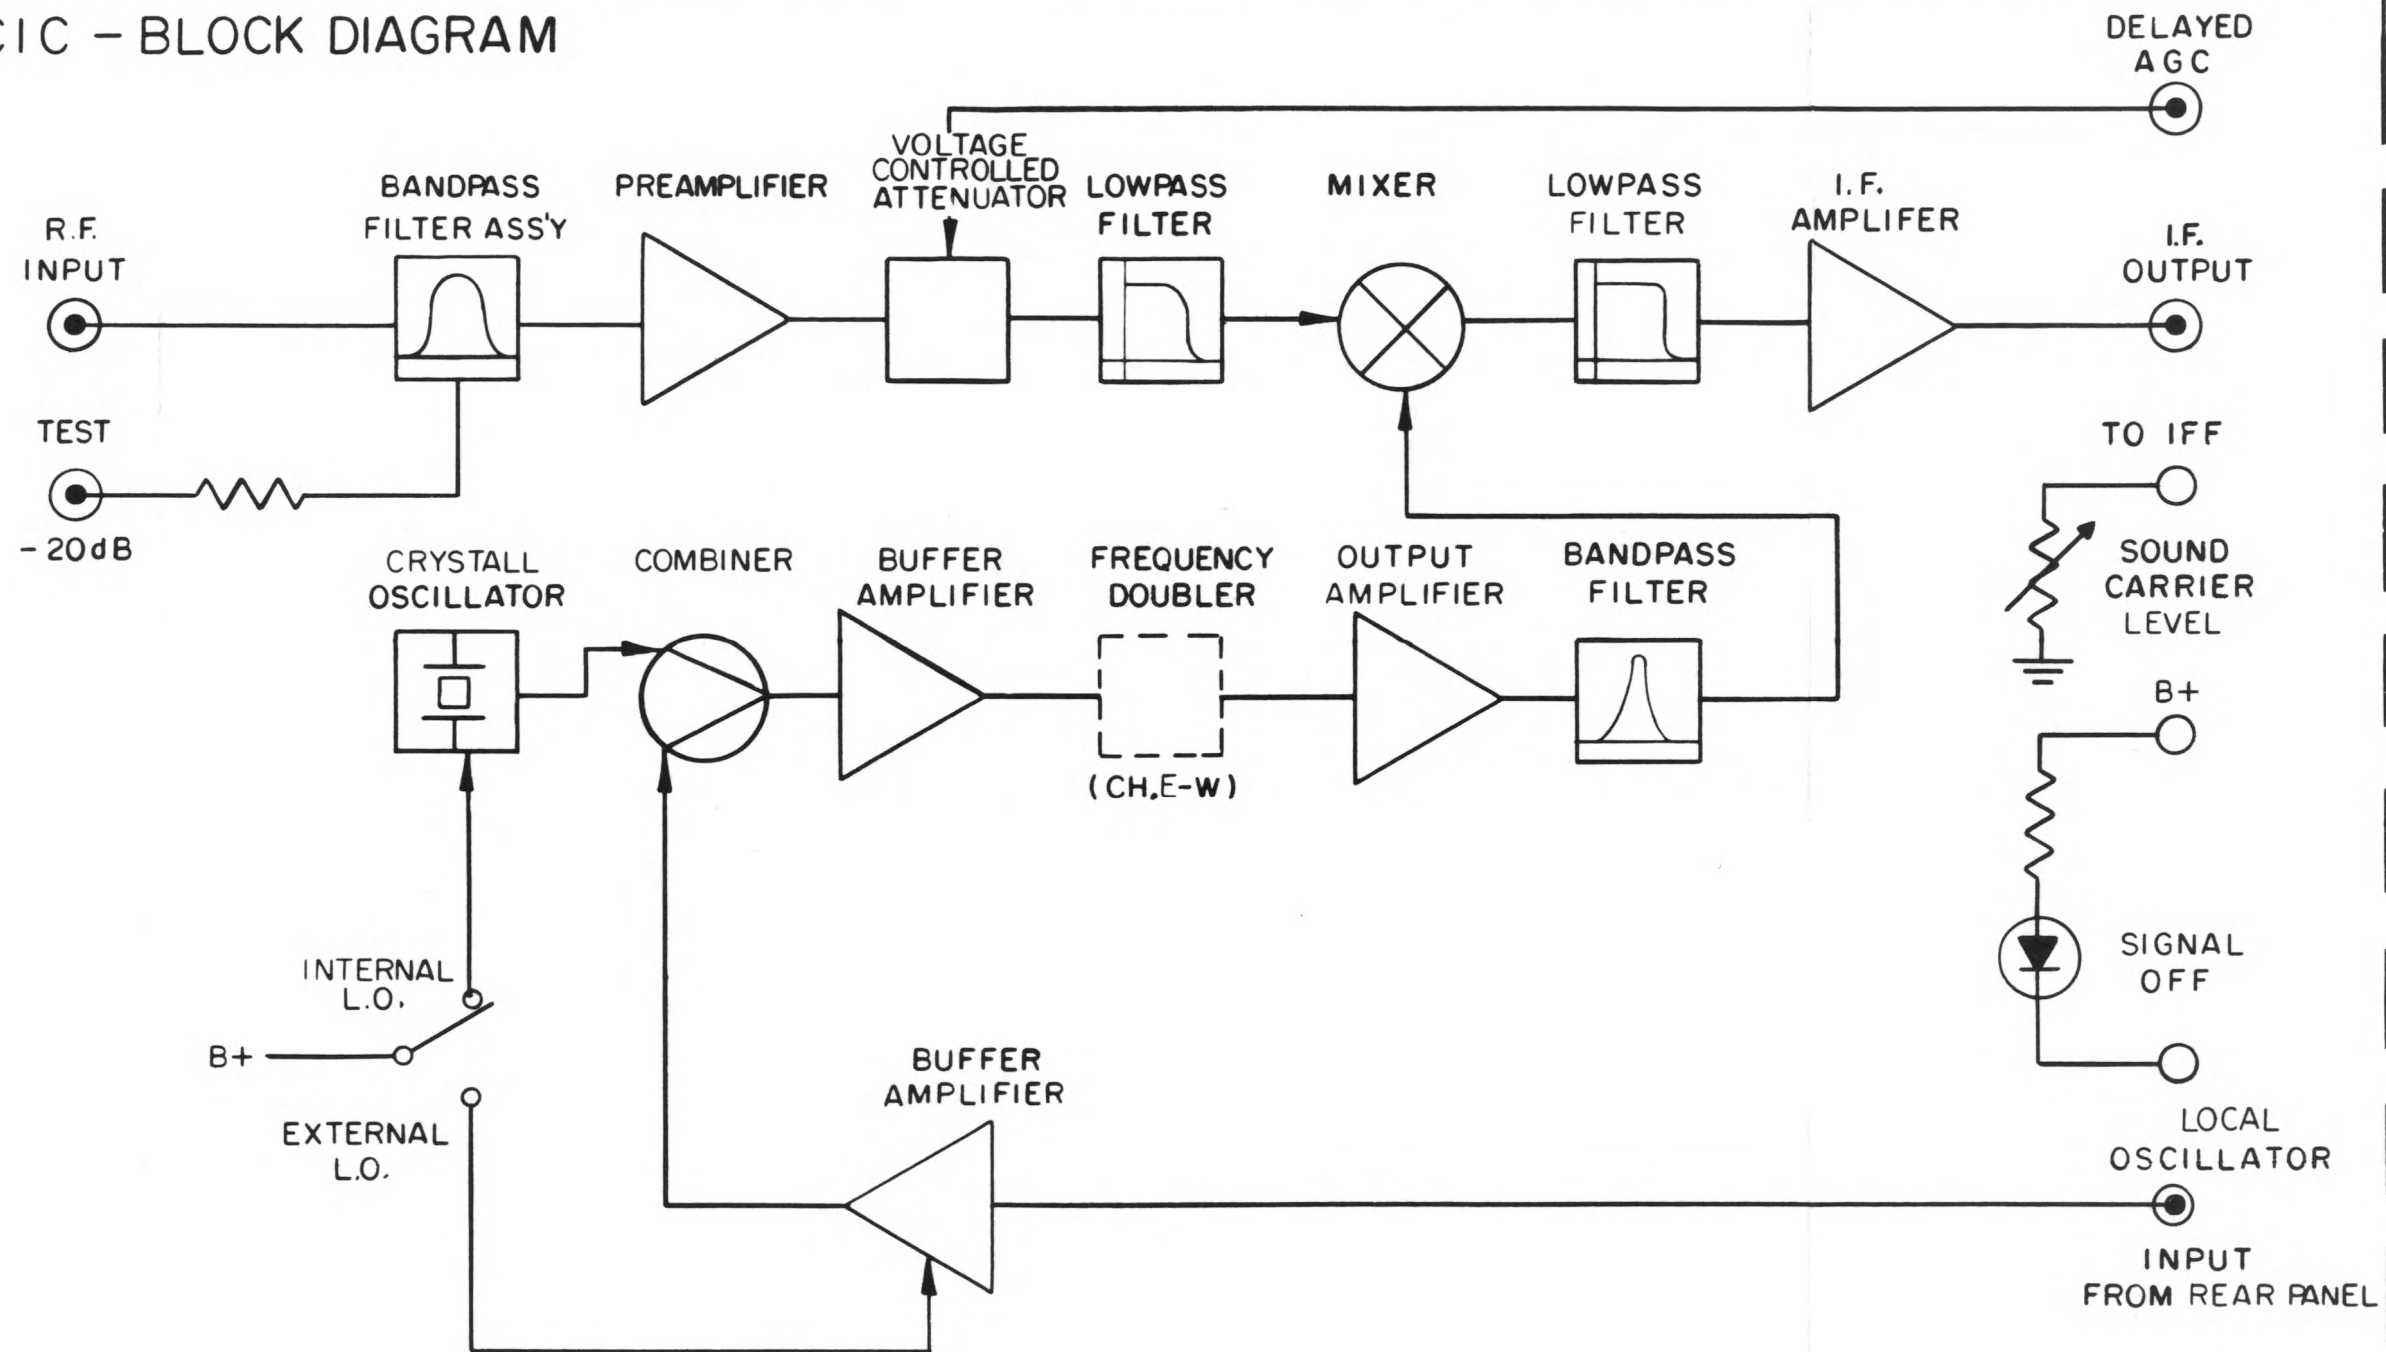 CIC – BLOCK DIAGRAM
DELAYED
AGC
VOLTAGE
CONTROLLED
ATTENUATOR
BANDPASS
FILTER ASS'Y
PREAMPLIFIER
LOWPASS
FILTER
MIXER
LOWPASS
FILTER
I.F.
AMPLIFER
R.F.
INPUT
I.F.
OUTPUT
TEST
-20dB
TO IFF
SOUND
CARRIER
LEVEL
CRYSTALL
OSCILLATOR
COMBINER
BUFFER
AMPLIFIER
FREQUENCY
DOUBLER
(CH.E-W)
OUTPUT
AMPLIFIER
BANDPASS
FILTER
B+
SIGNAL
OFF
INTERNAL
L.O.
B+
EXTERNAL
L.O.
BUFFER
AMPLIFIER
LOCAL
OSCILLATOR
INPUT
FROM REAR PANEL